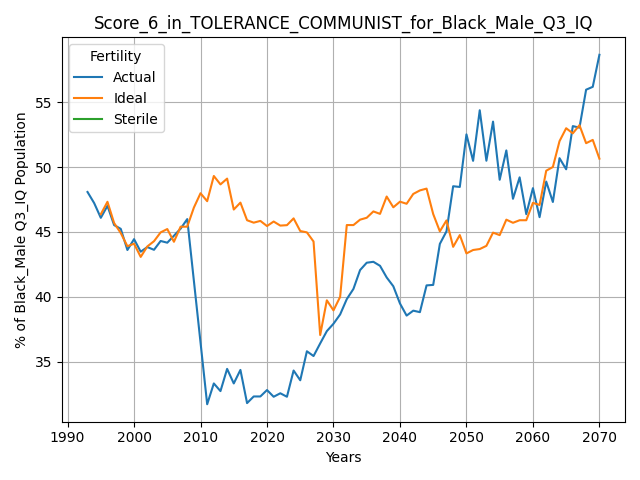 Score_6_in_TOLERANCE_COMMUNIST_for_Black_Male_Q3_IQ
Fertility
Actual
Ideal
Sterile
55
50
45
40
35
% of Black_Male Q3_IQ Population
1990 2000 2010 2020 2030 2040 2050 2060 2070
Years